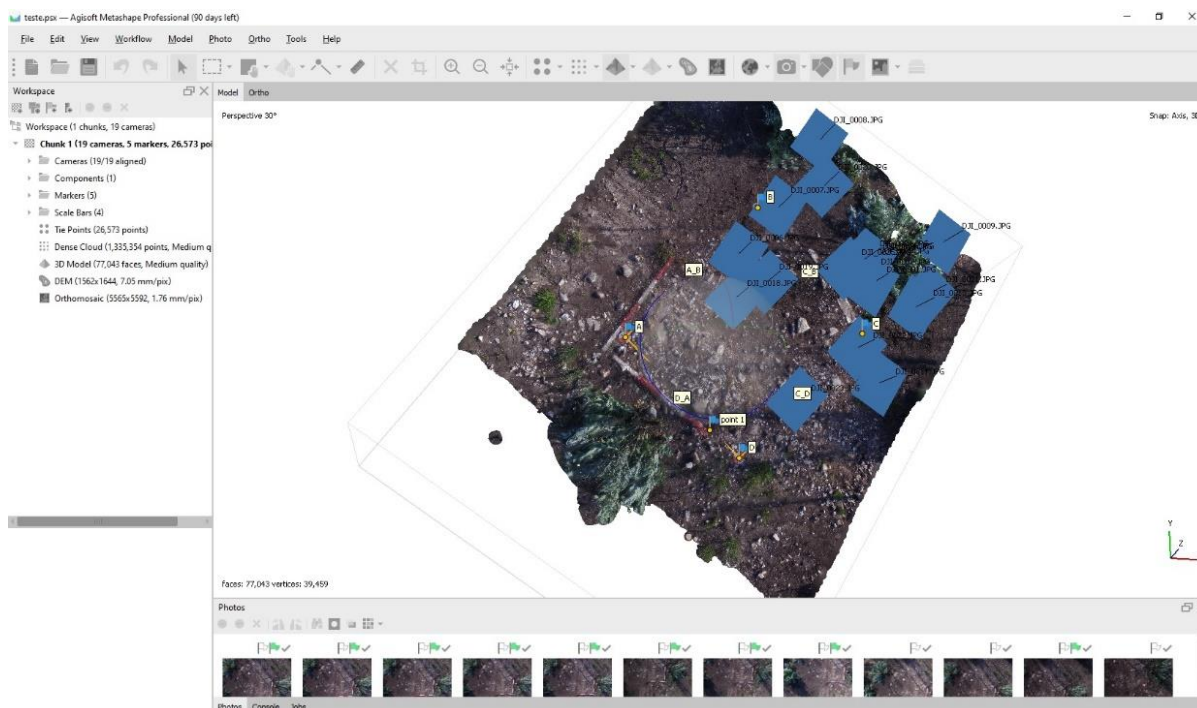 teste.psx — Agisoft Metashape Professional (90 days left)
File Edit View Workflow Model Photo Ortho Tools Help
Workspace
Model Ortho
Perspective 30°
Snap: Axis, 3D
Workspace (1 chunks, 19 cameras)
Chunk 1 (19 cameras, 5 markers, 26,573 poi
Cameras (19/19 aligned)
Components (1)
Markers (5)
Scale Bars (4)
Tie Points (26,573 points)
Dense Cloud (1,335,354 points, Medium q
3D Model (77,043 faces, Medium quality)
DEM (1562x1644, 7.05 mm/pix)
Orthomosaic (5565x5592, 1.76 mm/pix)
DJI_0008.JPG
DJI_0007.JPG
B
DJI_0009.JPG
A_B
C_B
DJI_0018.JPG
A
C
D_A
C_D
point 1
D
Y
Z
faces: 77,043 vertices: 39,459
Photos
Photos Console Jobs